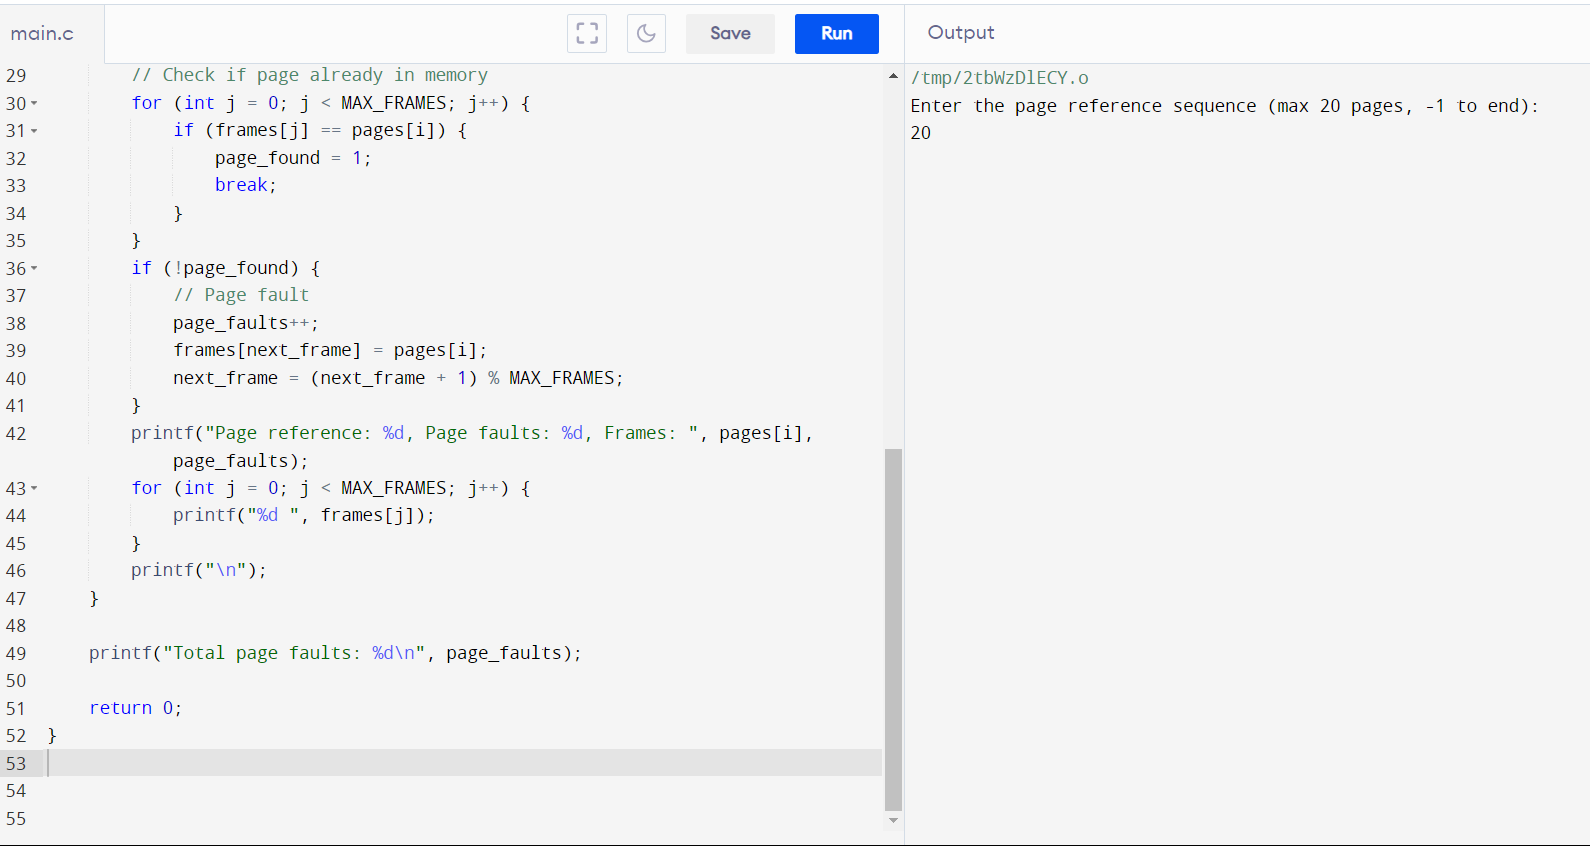 main.c
Save
Run
Output
29 // Check if page already in memory
30 for (int j = 0; j < MAX_FRAMES; j++) {
31 if (frames[j] == pages[i]) {
32 page_found = 1;
33 break;
34 }
35 }
36 if (!page_found) {
37 // Page fault
38 page_faults++;
39 frames[next_frame] = pages[i];
40 next_frame = (next_frame + 1) % MAX_FRAMES;
41 }
42 printf("Page reference: %d, Page faults: %d, Frames: ", pages[i],
page_faults);
43 for (int j = 0; j < MAX_FRAMES; j++) {
44 printf("%d ", frames[j]);
45 }
46 printf("\n");
47 }
48
49 printf("Total page faults: %d\n", page_faults);
50
51 return 0;
52 }
53
54
55
/tmp/2tbWzDlECY.o
Enter the page reference sequence (max 20 pages, -1 to end):
20